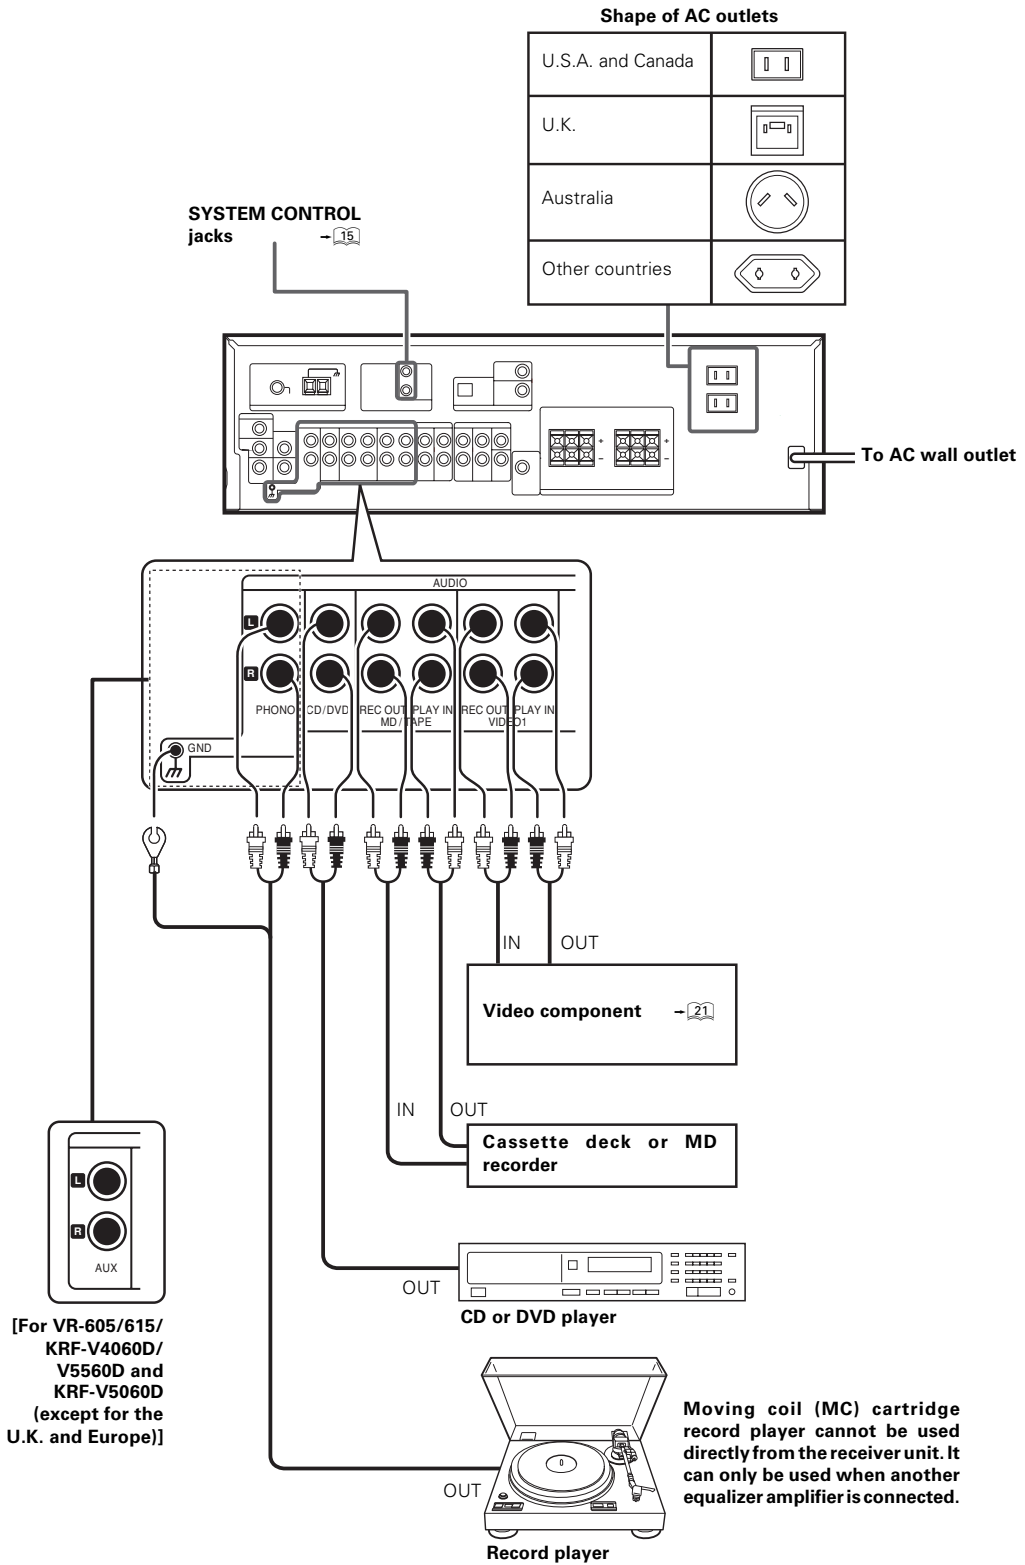 Shape of AC outlets
U.S.A. and Canada
U.K.
Australia
Other countries
SYSTEM CONTROL
jacks → 15
+
–
+
–
To AC wall outlet
AUDIO
L
R
PHONO CD/DVD REC OUT PLAY IN REC OUT PLAY IN
MD / TAPE VIDEO1
GND
IN OUT
Video component → 21
IN OUT
Cassette deck or MD
recorder
L
R
AUX
OUT
CD or DVD player
[For VR-605/615/
KRF-V4060D/
V5560D and
KRF-V5060D
(except for the
U.K. and Europe)]
Moving coil (MC) cartridge
record player cannot be used
directly from the receiver unit. It
can only be used when another
equalizer amplifier is connected.
OUT
Record player